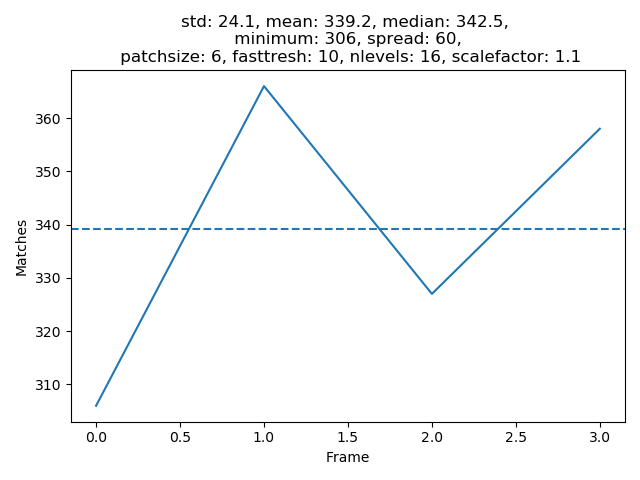 std: 24.1, mean: 339.2, median: 342.5,
minimum: 306, spread: 60,
patchsize: 6, fasttresh: 10, nlevels: 16, scalefactor: 1.1
Matches
360
350
340
330
320
310
0.0 0.5 1.0 1.5 2.0 2.5 3.0
Frame